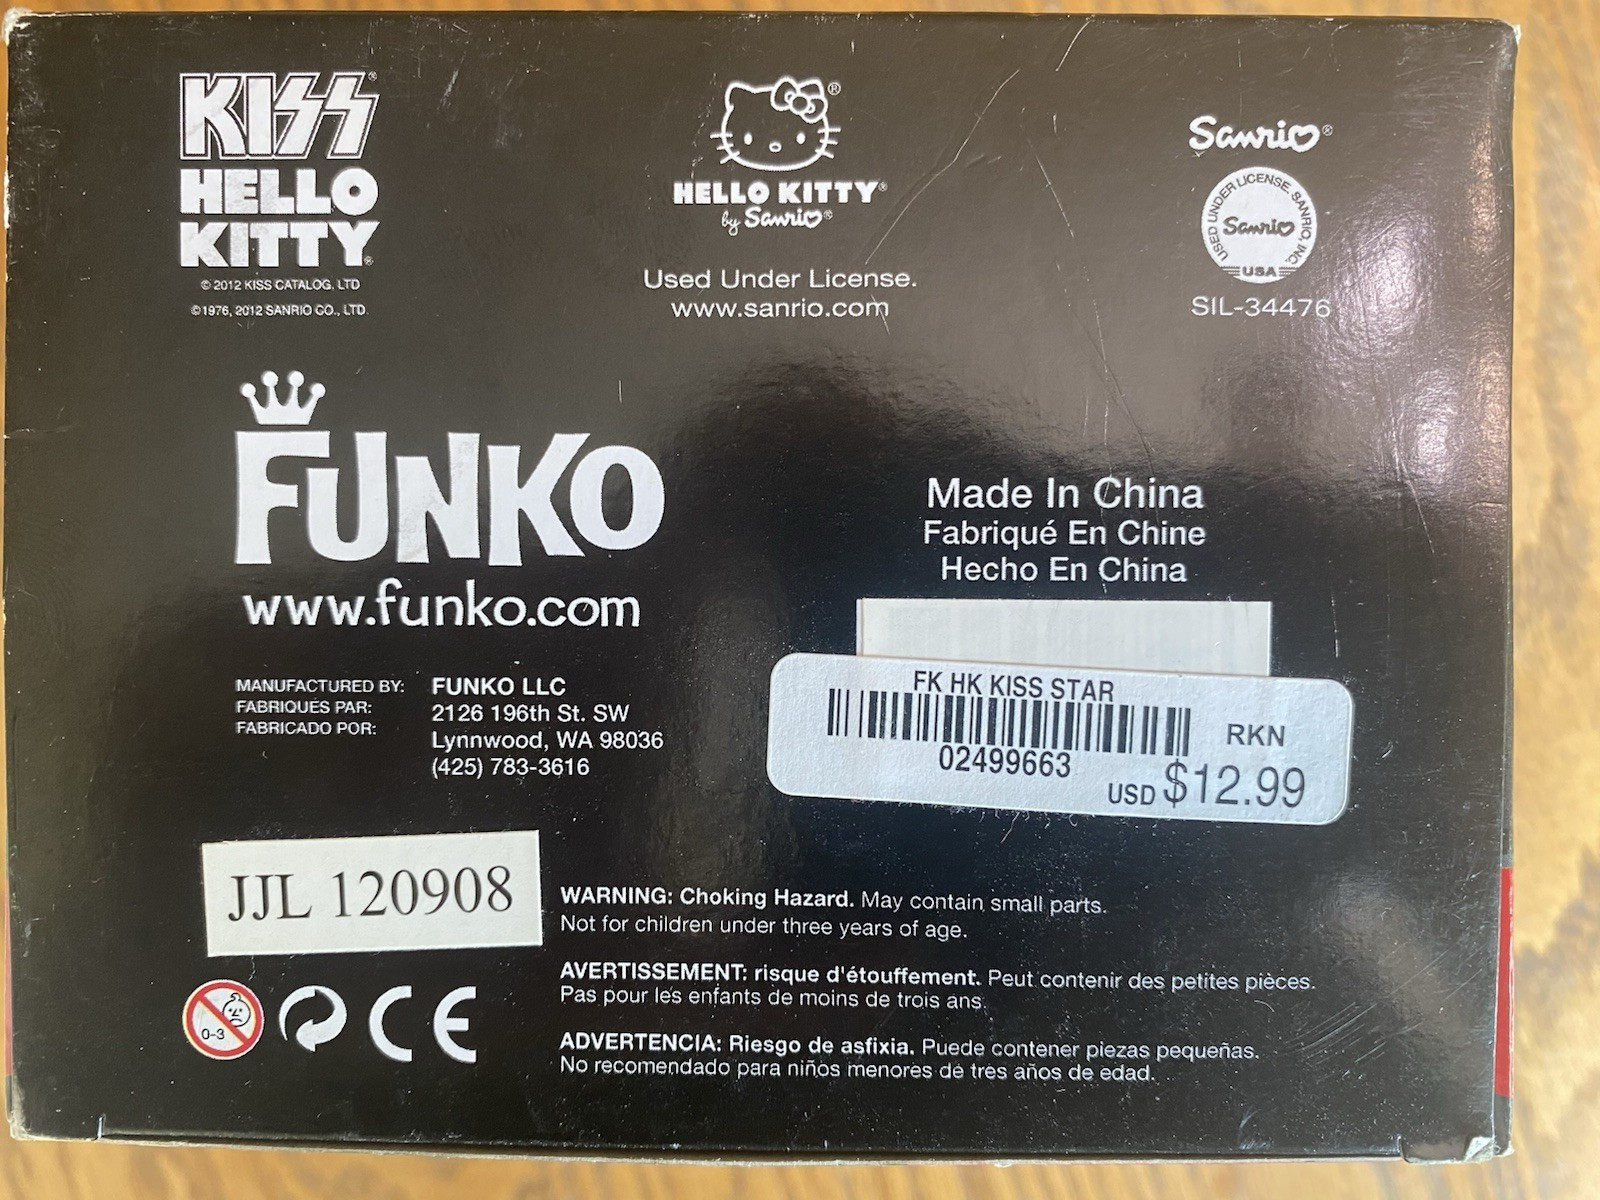 KISS®
HELLO
KITTY®
© 2012 KISS CATALOG, LTD
©1976, 2012 SANRIO CO., LTD.
®
HELLO KITTY®
by Sanrio®
Used Under License.
www.sanrio.com
Sanrio®
USED UNDER LICENSE. SANRIO, INC.
Sanrio
USA
SIL-34476
FUNKO
www.funko.com
MANUFACTURED BY:
FABRIQUÉS PAR:
FABRICADO POR:
FUNKO LLC
2126 196th St. SW
Lynnwood, WA 98036
(425) 783-3616
Made In China
Fabriqué En Chine
Hecho En China
FK HK KISS STAR
02499663
RKN
USD $12.99
JJL 120908
0-3
CE
WARNING: Choking Hazard. May contain small parts.
Not for children under three years of age.
AVERTISSEMENT: risque d'étouffement. Peut contenir des petites pièces.
Pas pour les enfants de moins de trois ans.
ADVERTENCIA: Riesgo de asfixia. Puede contener piezas pequeñas.
No recomendado para niños menores de tres años de edad.